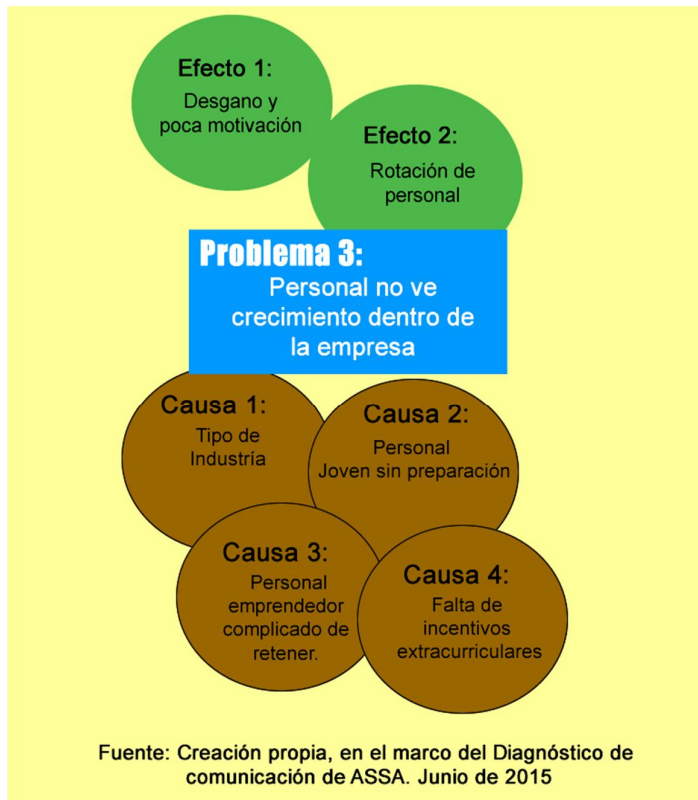 Efecto 1:
Desgano y
poca motivación
Efecto 2:
Rotación de
personal
Problema 3:
Personal no ve
crecimiento dentro de
la empresa
Causa 1:
Tipo de
Industría
Causa 2:
Personal
Joven sin preparación
Causa 3:
Personal
emprendedor
complicado de
retener.
Causa 4:
Falta de
incentivos
extracurriculares
Fuente: Creación propia, en el marco del Diagnóstico de
comunicación de ASSA. Junio de 2015